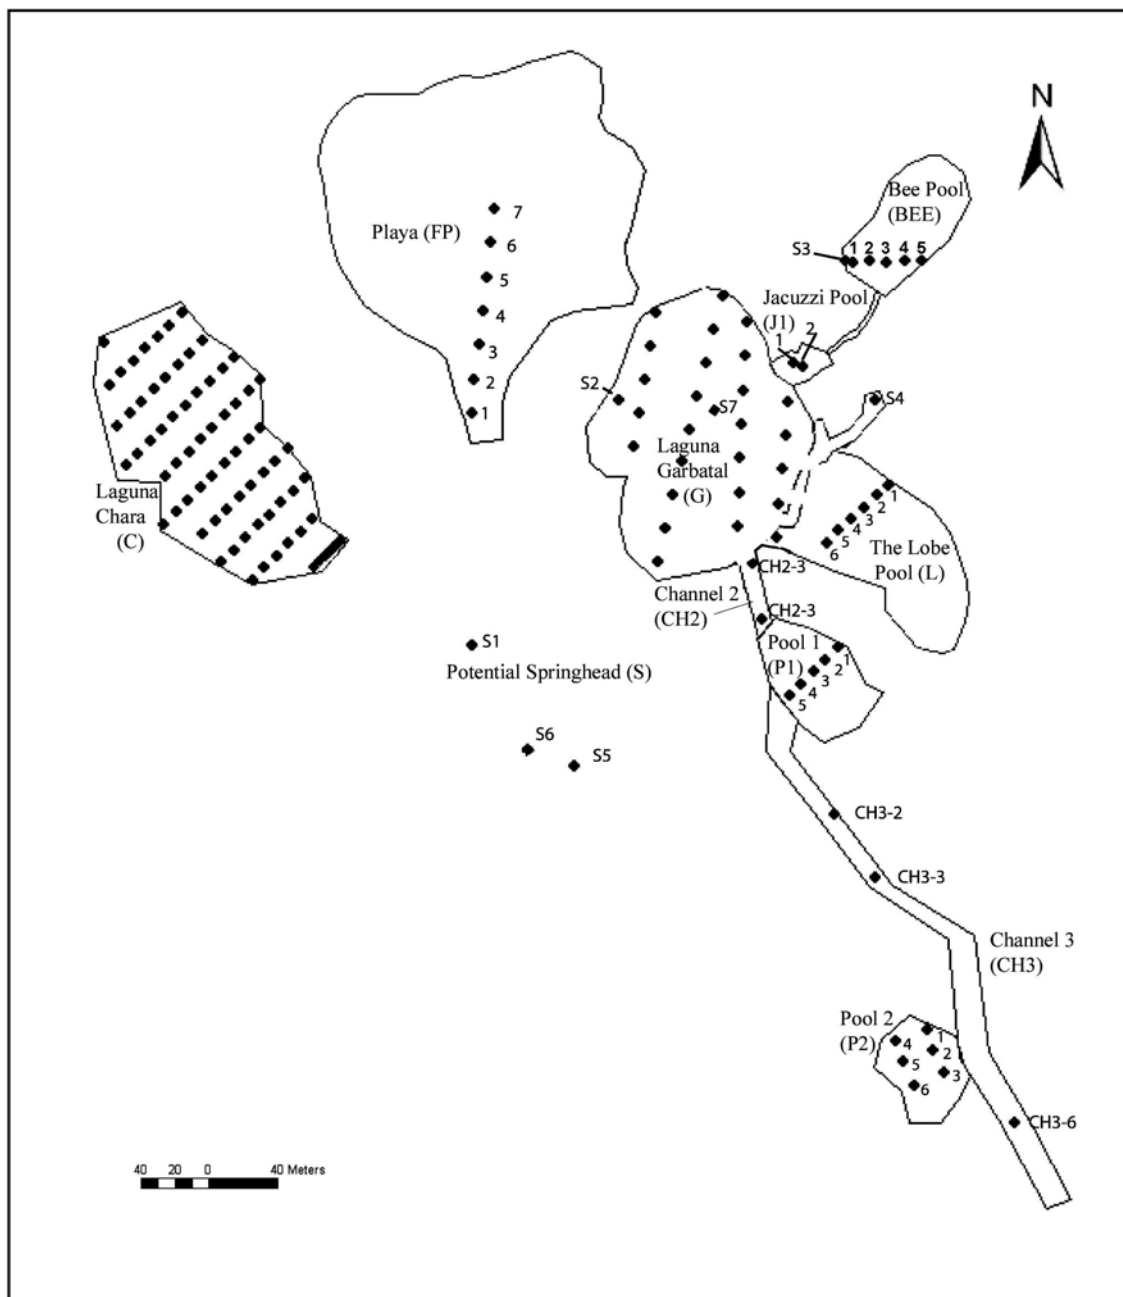 N
Bee Pool
(BEE)
S3
1 2 3 4 5
7
Playa (FP)
6
5
4
3
2
1
Jacuzzi Pool
(J1)
1 2
S2
S7
S4
Laguna
Garbatal
(G)
Laguna
Chara
(C)
1
2
3
4
5
6
The Lobe
Pool (L)
CH2-3
Channel 2
(CH2)
CH2-3
Pool 1
(P1)
1
2
3
4
5
S1
Potential Springhead (S)
S6
S5
CH3-2
CH3-3
Channel 3
(CH3)
Pool 2
(P2)
1
4
2
5
3
6
CH3-6
40 20 0 40 Meters